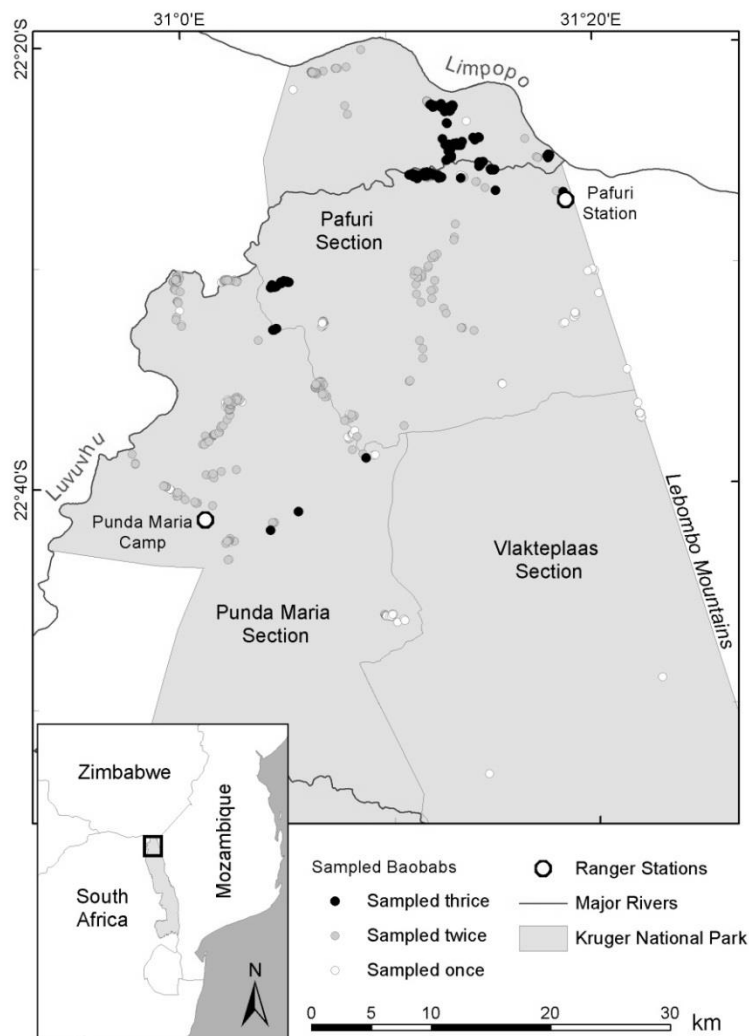 31°0'E
31°20'E
22°20'S
Limpopo
Pafuri
Section
Pafuri
Station
Luvuvhu
22°40'S
Punda Maria
Camp
Vlakteplaas
Section
Lebombo Mountains
Punda Maria
Section
Zimbabwe
Mozambique
South
Africa
N
Sampled Baobabs
Sampled thrice
Sampled twice
Sampled once
Ranger Stations
Major Rivers
Kruger National Park
0 5 10 20 30 km